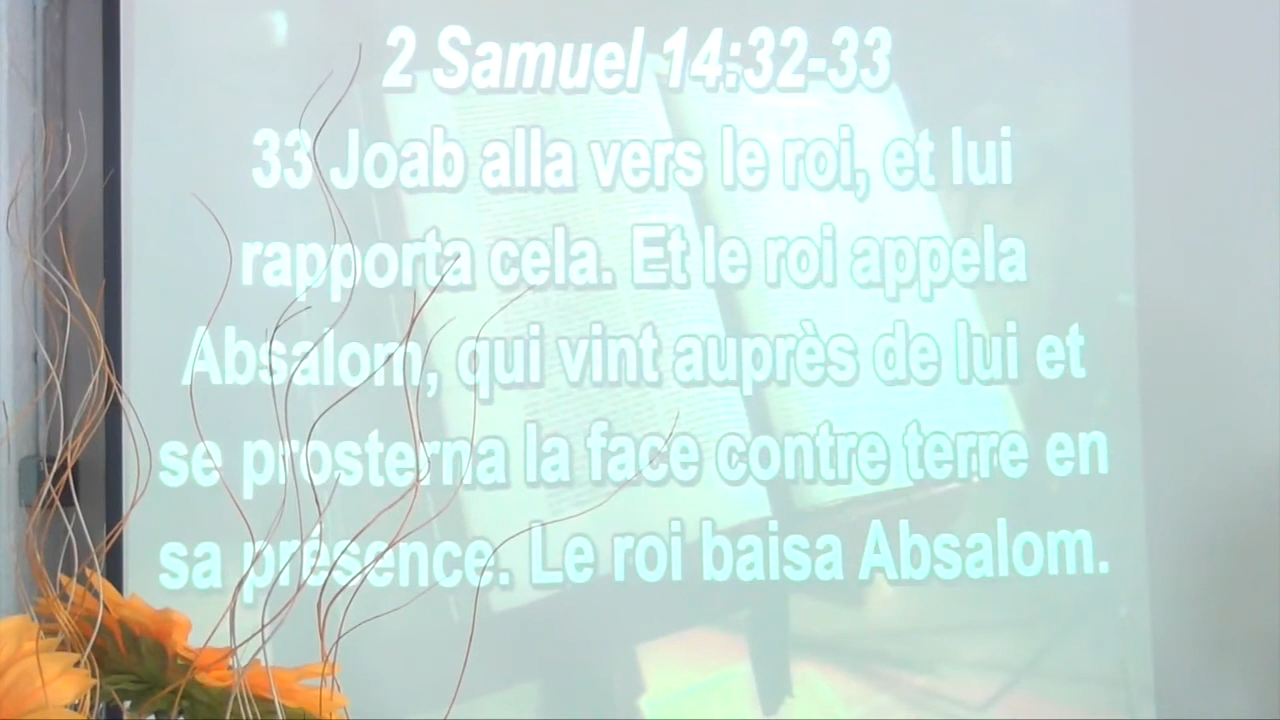 2 Samuel 14:32-33
33 Joab alla vers le roi, et lui
rapporta cela. Et le roi appela
Absalom, qui vint auprès de lui et
se prosterna la face contre terre en
sa présence. Le roi baisa Absalom.